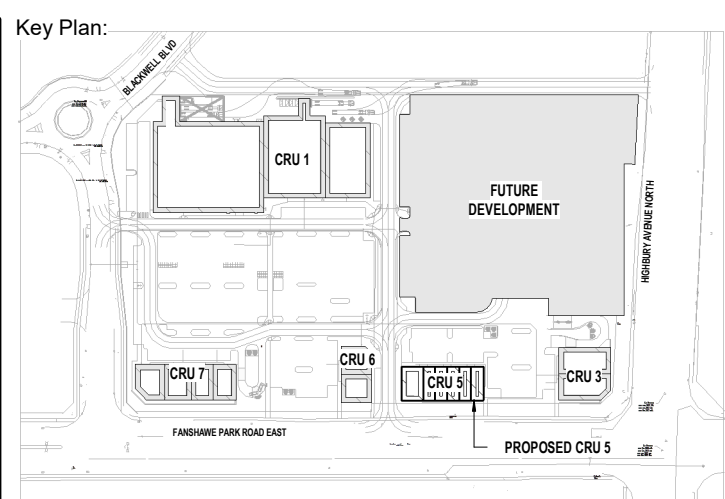 Key Plan:
BLACKWELL BLVD
CRU 1
FUTURE
DEVELOPMENT
HIGHBURY AVENUE NORTH
CRU 7
CRU 6
CRU 5
CRU 3
FANSHAWE PARK ROAD EAST
PROPOSED CRU 5